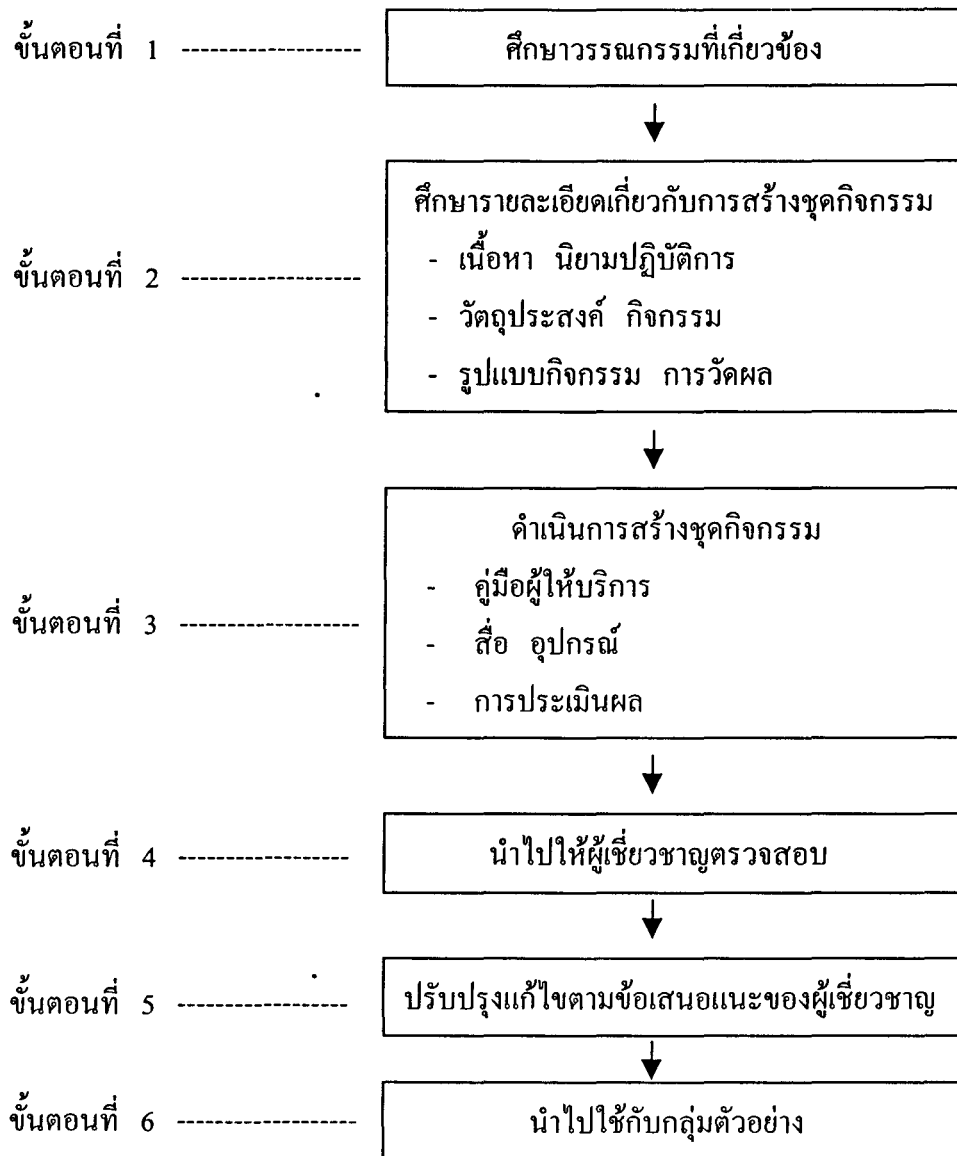 ขั้นตอนที่ 1 ------------------ ศึกษาวรรณกรรมที่เกี่ยวข้อง
ศึกษารายละเอียดเกี่ยวกับการสร้างชุดกิจกรรม
- เนื้อหา นิยามปฏิบัติการ
ขั้นตอนที่ 2 ------------------
- วัตถุประสงค์ กิจกรรม
- รูปแบบกิจกรรม การวัดผล
ดำเนินการสร้างชุดกิจกรรม
- คู่มือผู้ให้บริการ
ขั้นตอนที่ 3 ------------------
- สื่อ อุปกรณ์
- การประเมินผล
ขั้นตอนที่ 4 ----------------- นำไปให้ผู้เชี่ยวชาญตรวจสอบ
ขั้นตอนที่ 5 ----------------- ปรับปรุงแก้ไขตามข้อเสนอแนะของผู้เชี่ยวชาญ
ขั้นตอนที่ 6 ----------------- นำไปใช้กับกลุ่มตัวอย่าง